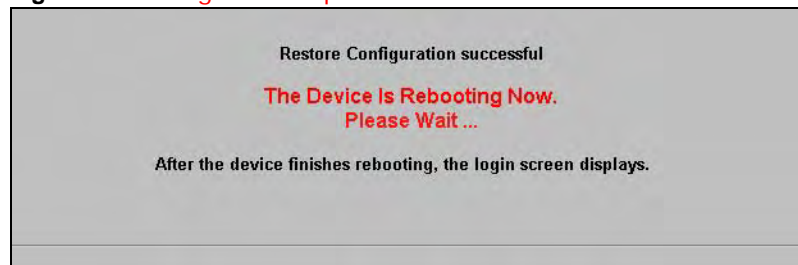 Restore Configuration successful
The Device Is Rebooting Now.
Please Wait ...
After the device finishes rebooting, the login screen displays.